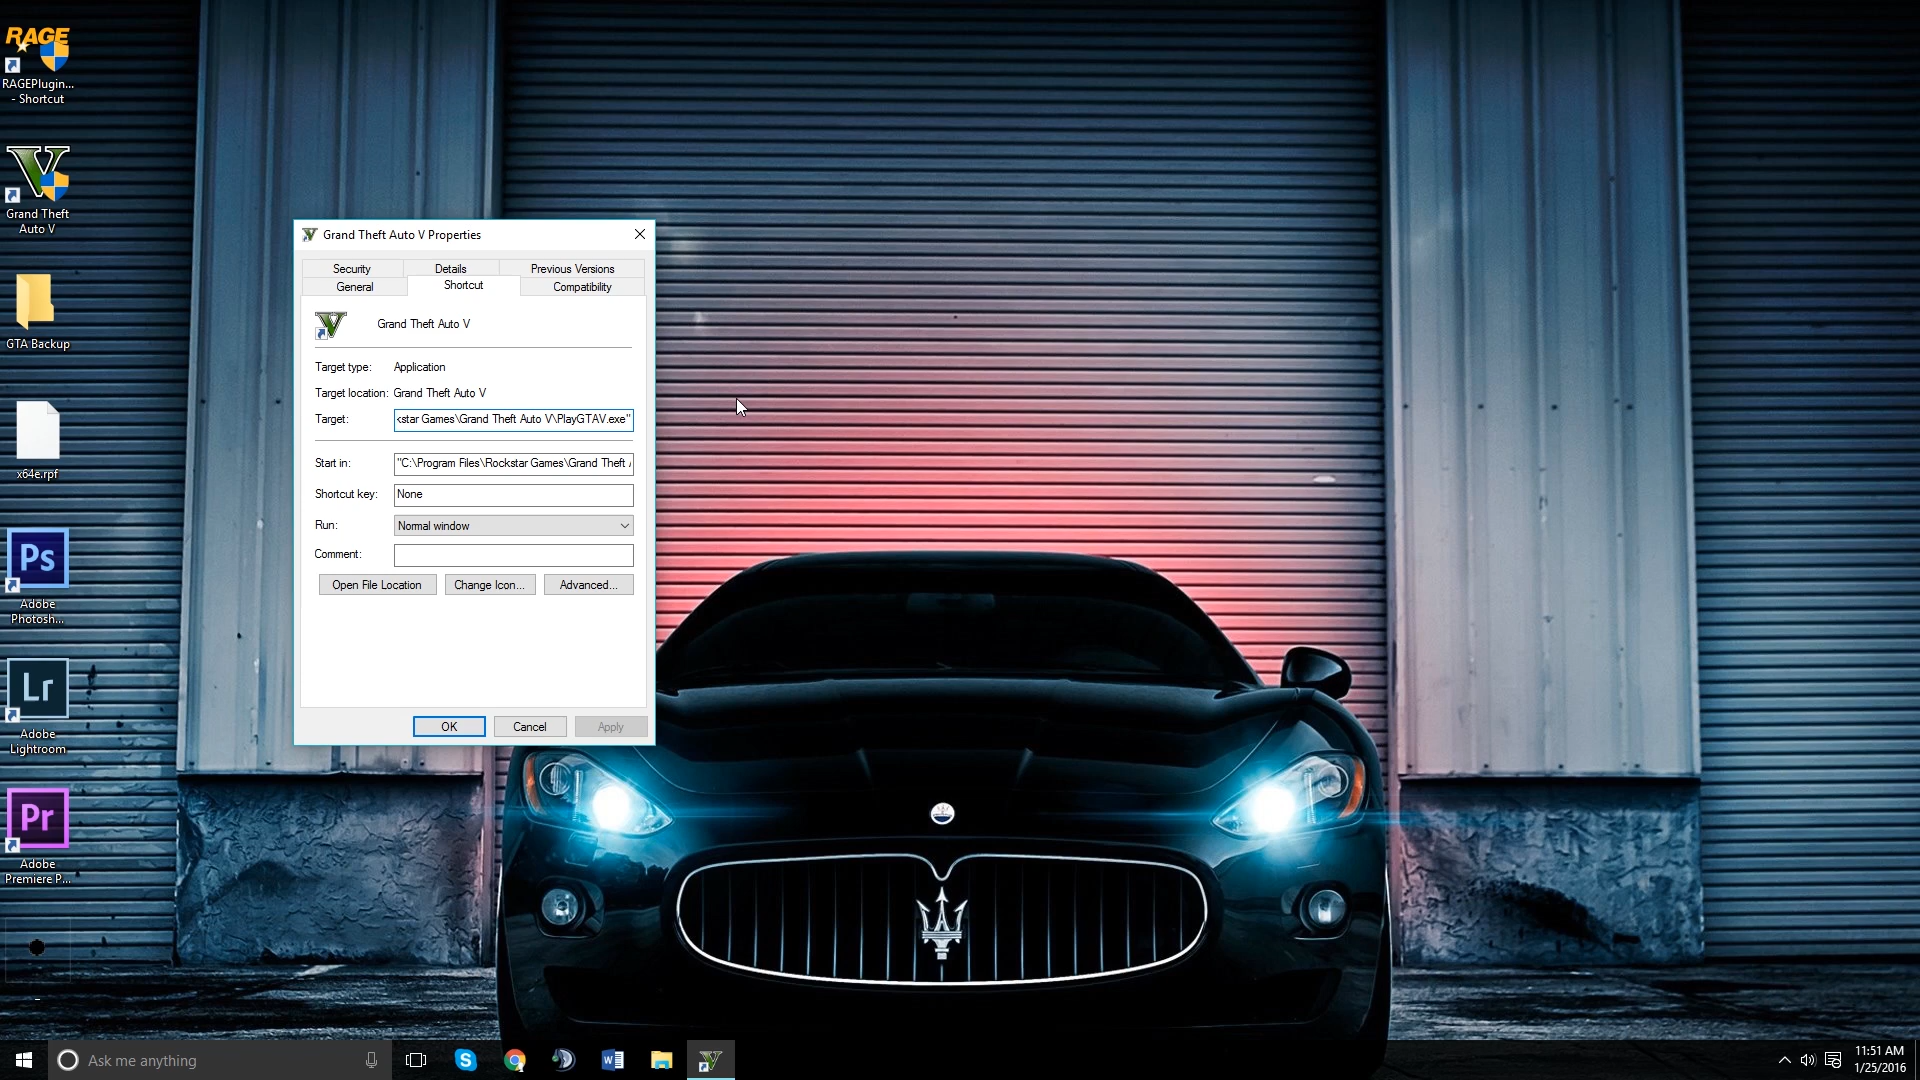 RAGE
RAGEPlugin...
- Shortcut
Grand Theft
Auto V
GTA Backup
x64e.rpf
Ps
Adobe
Photosh...
Lr
Adobe
Lightroom
Pr
Adobe
Premiere P...
Grand Theft Auto V Properties
Security Details Previous Versions
General Shortcut Compatibility
Grand Theft Auto V
Target type: Application
Target location: Grand Theft Auto V
Target: kstar Games\Grand Theft Auto V\PlayGTAV.exe"
Start in: "C:\Program Files\Rockstar Games\Grand Theft
Shortcut key: None
Run: Normal window
Comment:
Open File Location Change Icon... Advanced...
OK Cancel Apply
Ask me anything
11:51 AM
1/25/2016